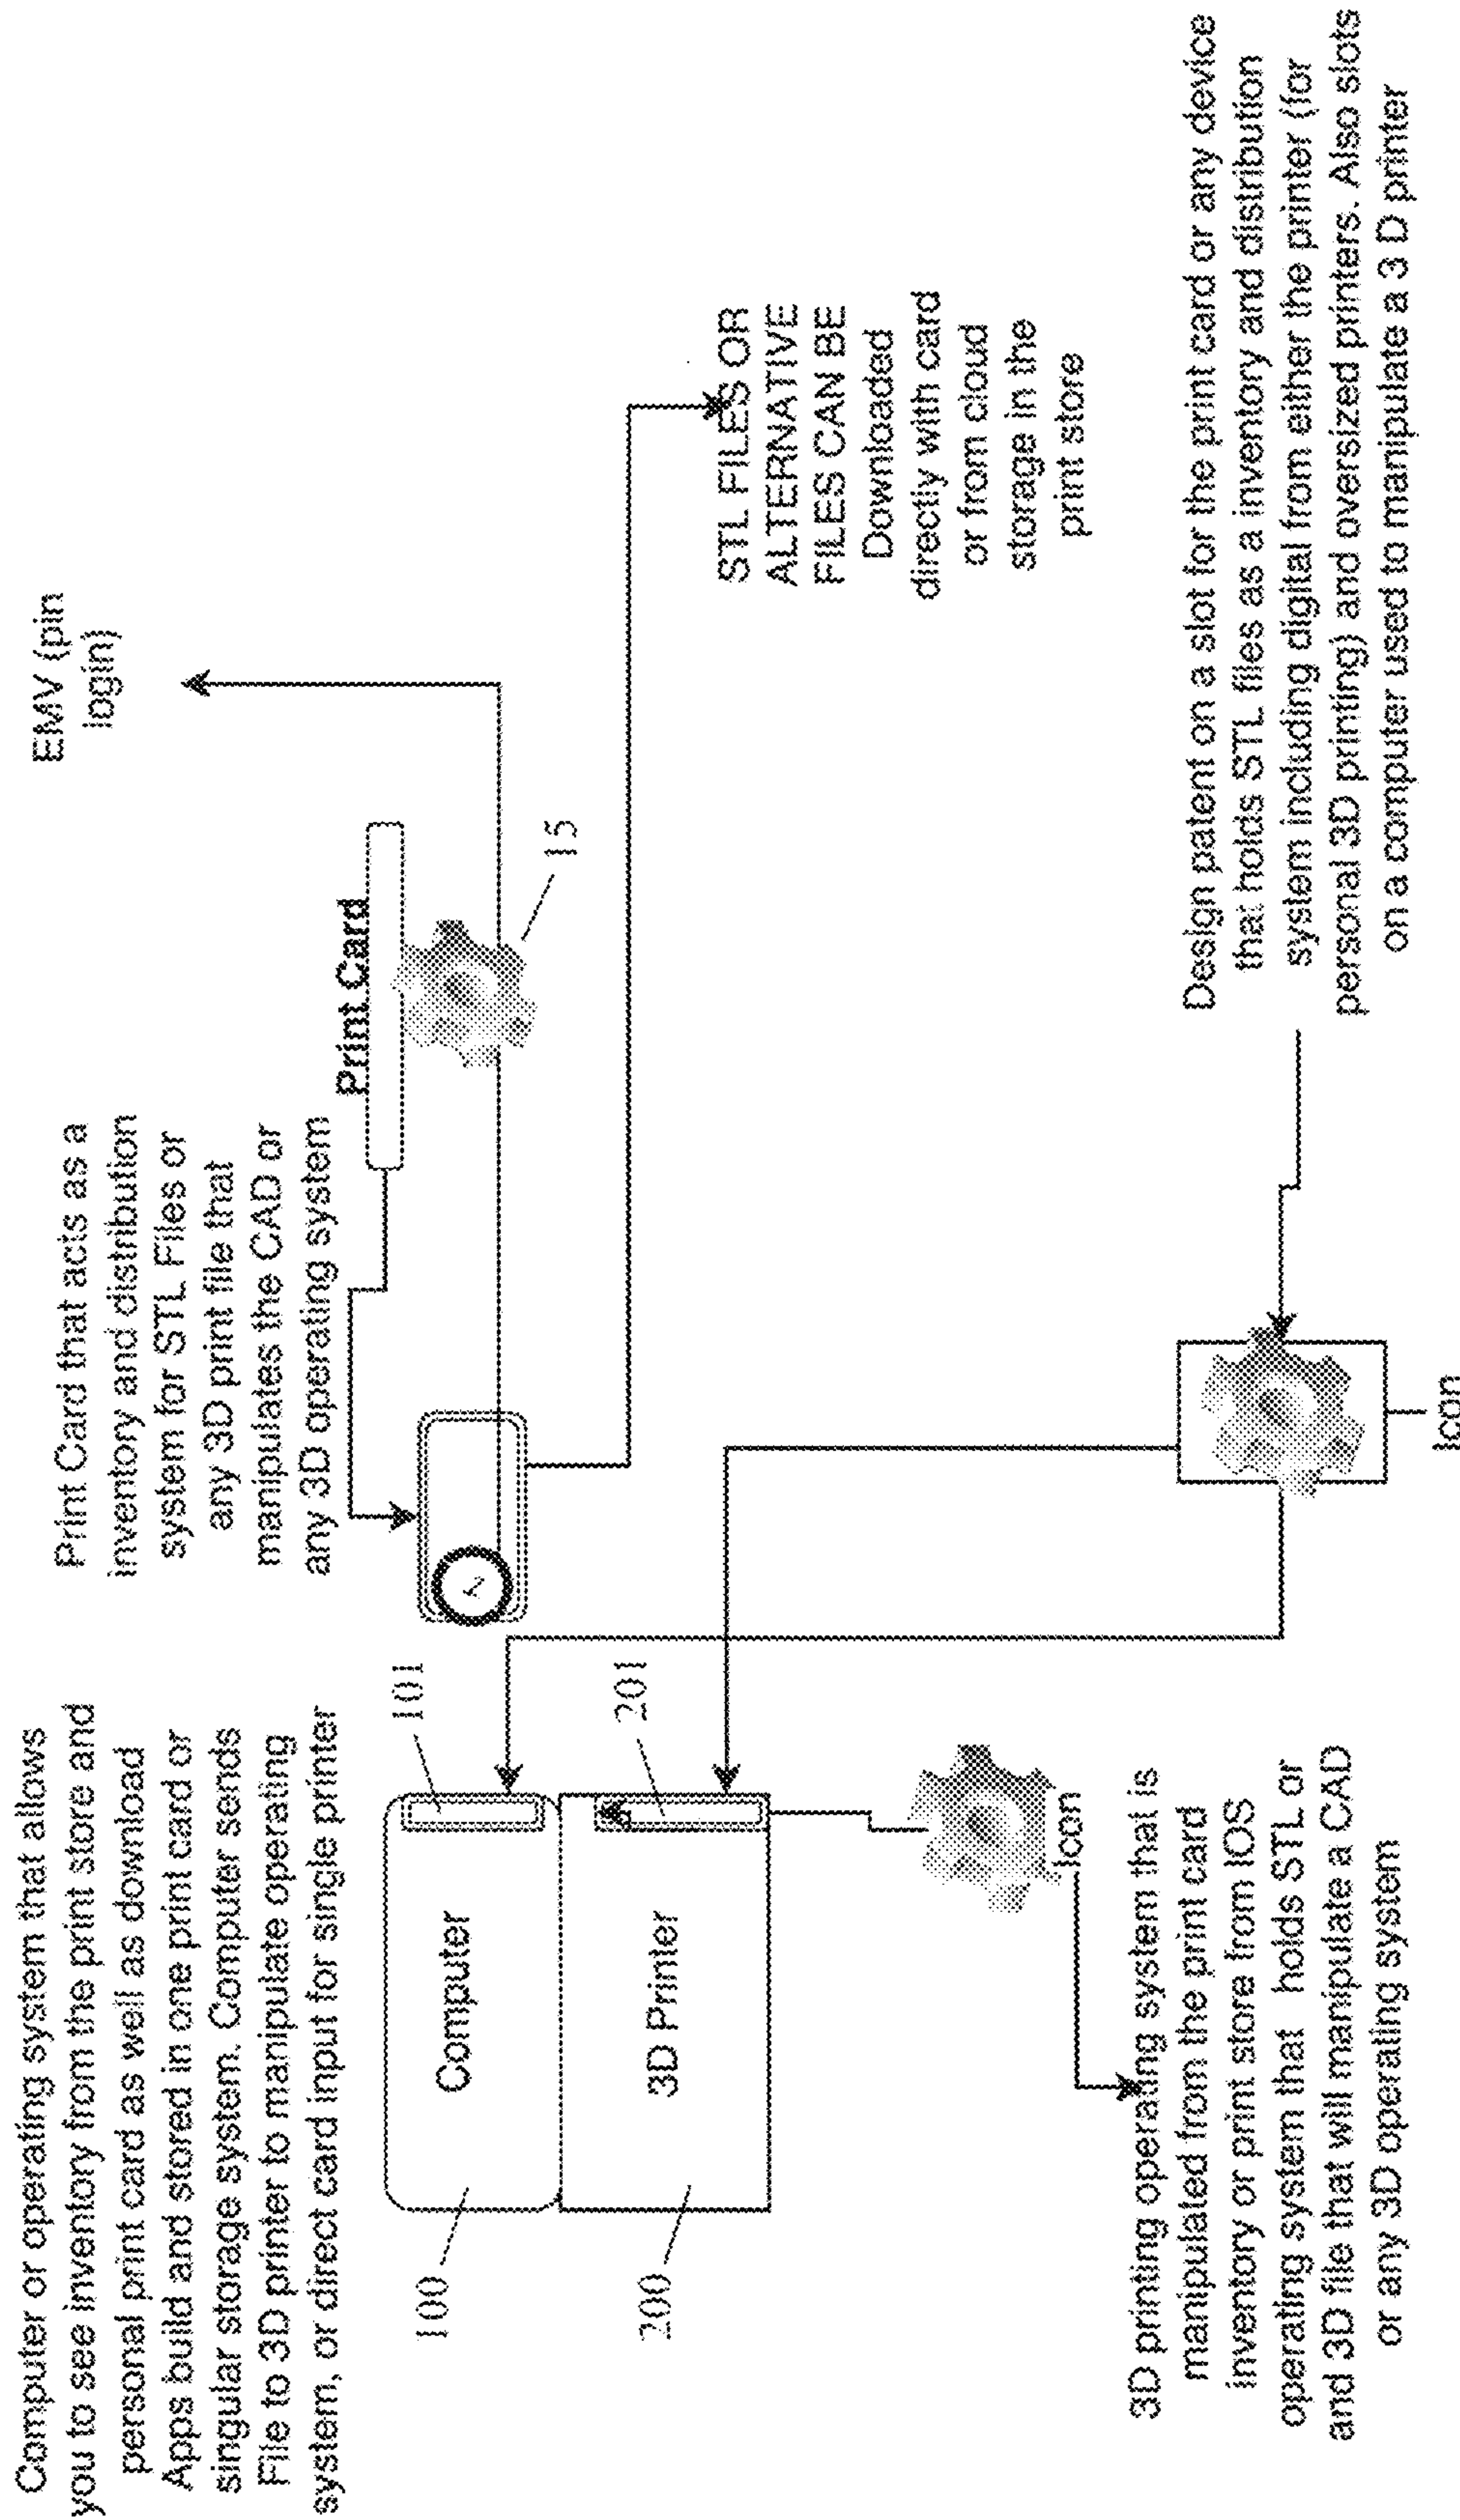 Computer or operating system that allows
you to see inventory from the print store and
personal print card as well as download
Apps build and stored in one print card or
singular storage system. Computer sends
File to 3D printer to manipulate operating
system, or direct card input for single printer
Print Card that acts as a
inventory and distribution
system for STL Files or
any 3D print file that
manipulates the CAD or
any 3D operating system
EMV (pin
login)
Print Card
15
101
201
Computer
3D Printer
100
200
STL FILES OR
ALTERNATIVE
FILES CAN BE
Downloaded
directly with card
or from cloud
storage in the
print store
Icon
3D printing operating system that is
manipulated from the print card
inventory or print store from IOS
operating system that holds STL or
and 3D file that will manipulate a CAD
or any 3D operating system
Icon
Design patent on a slot for the print card or any device
that holds STL files as a inventory and distribution
system including digital from either the printer (for
personal 3D printing) and oversized printers. Also slots
on a computer used to manipulate a 3 D printer